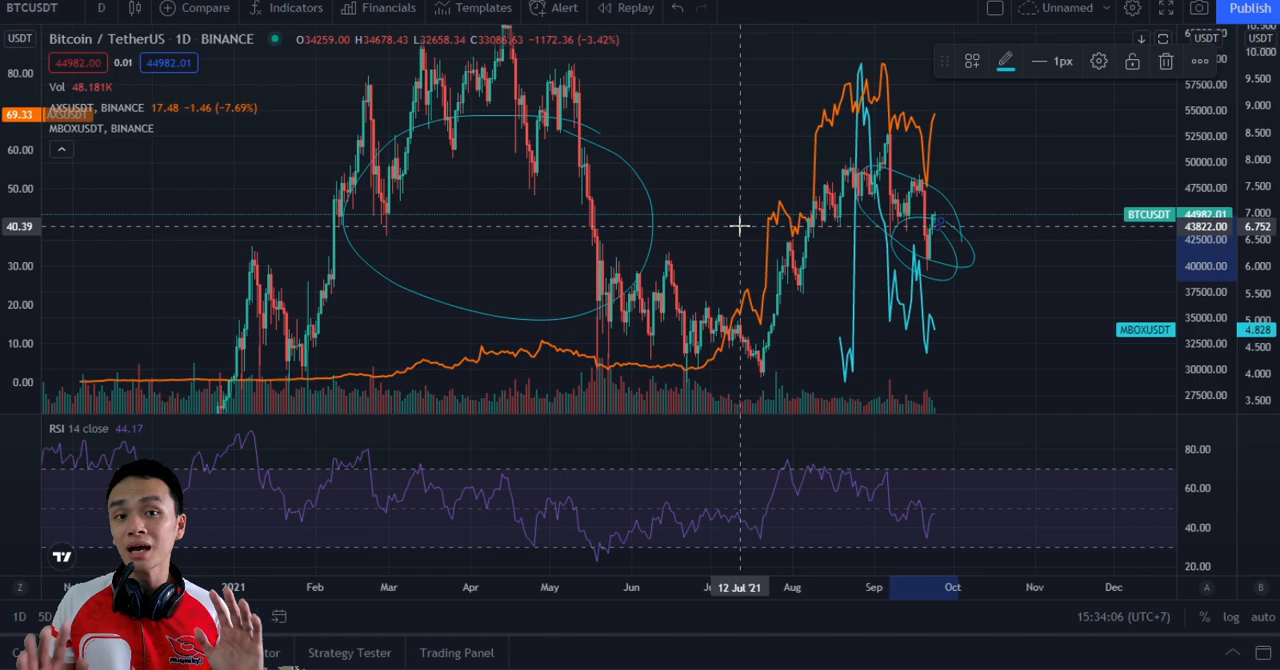 BTCUSDT D Compare Indicators Financials Templates Alert Replay Unnamed Publish
USDT Bitcoin / TetherUS · 1D · BINANCE O34259.00 H34678.43 L32658.34 C33086.63 -1172.36 (-3.42%) USDT USDT
44982.00 0.01 44982.01
1px
Vol 48.181K
AXSUSDT, BINANCE 17.48 -1.46 (-7.69%)
MBOXUSDT, BINANCE
80.00
69.33 AXSUSDT
60.00
50.00
40.39
30.00
20.00
10.00
0.00
57500.00
55000.00
52500.00
50000.00
47500.00
BTCUSDT 44982.01
43822.00
42500.00
40000.00
37500.00
35000.00
32500.00
30000.00
27500.00
10.000
9.500
9.000
8.500
8.000
7.500
7.000
6.752
6.500
6.000
5.500
5.000
MBOXUSDT 4.828
4.500
4.000
3.500
RSI 14 close 44.17
80.00
60.00
40.00
20.00
Z 2021 Feb Mar Apr May Jun 12 Jul '21 Aug Sep Oct Nov Dec A B
1D 5D 15:34:06 (UTC+7) % log auto
Strategy Tester Trading Panel